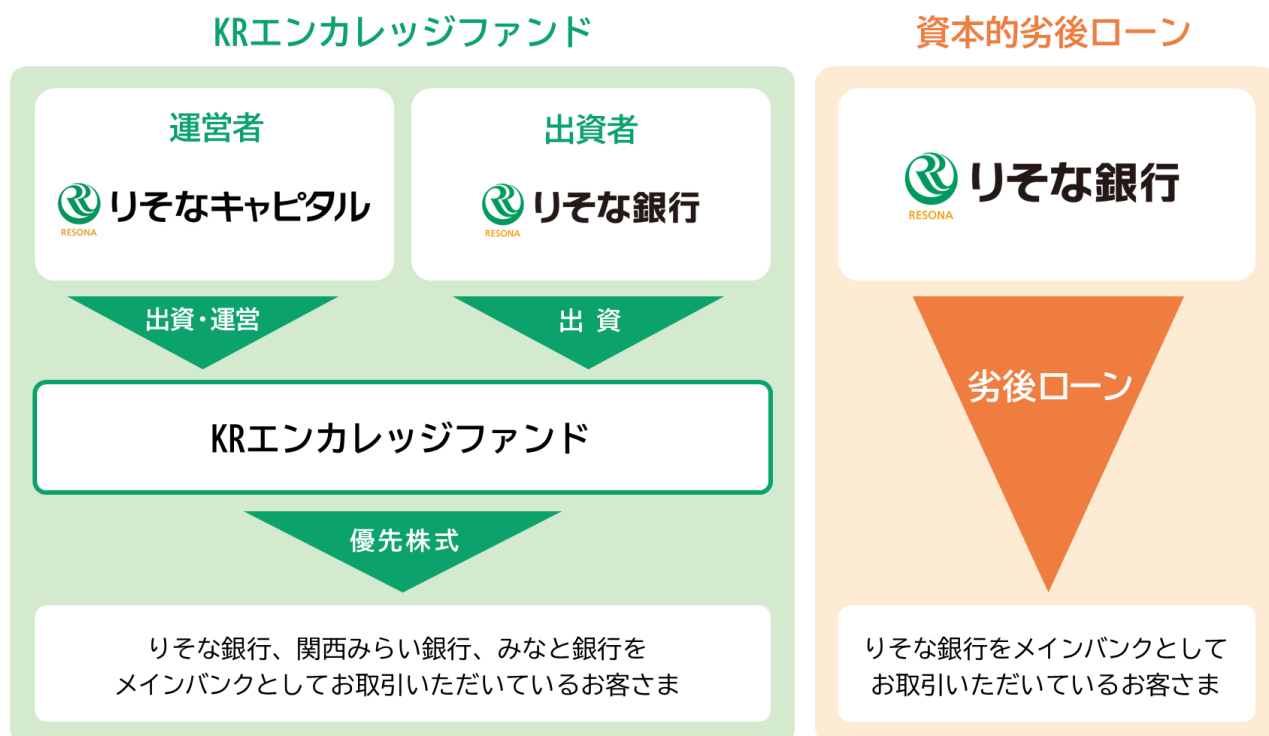 KRエンカレッジファンド
運営者
りそなキャピタル
RESONA
出資者
りそな銀行
RESONA
出資・運営
出 資
KRエンカレッジファンド
優先株式
りそな銀行、関西みらい銀行、みなと銀行を
メインバンクとしてお取引いただいているお客さま
資本的劣後ローン
りそな銀行
RESONA
劣後ローン
りそな銀行をメインバンクとして
お取引いただいているお客さま